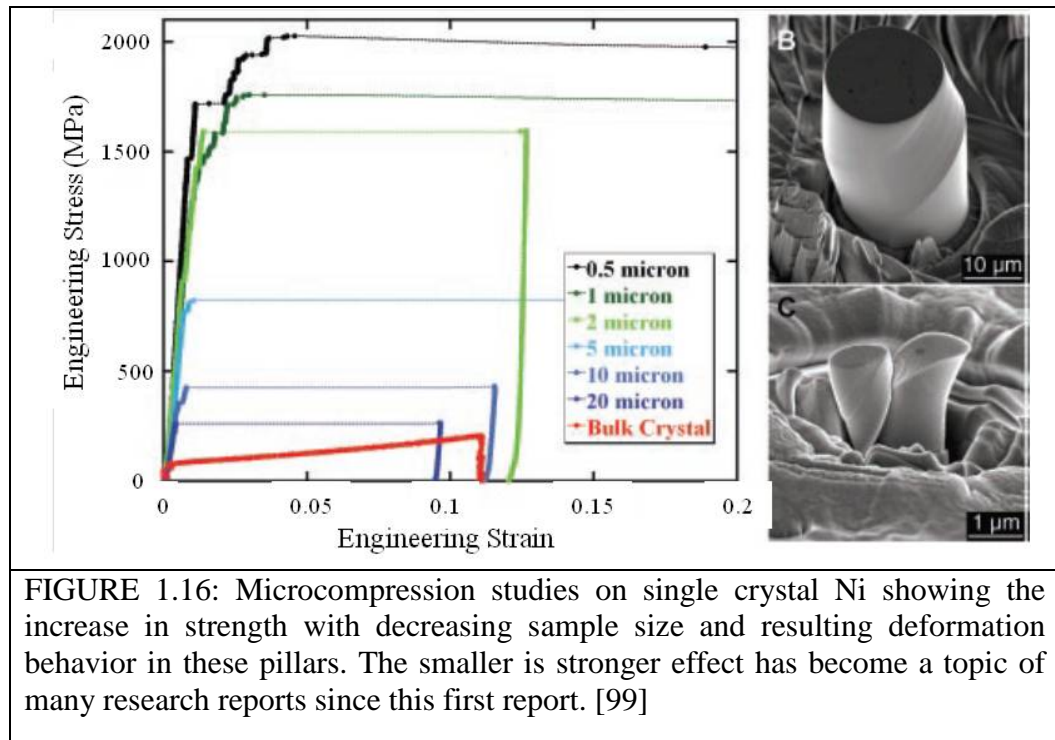 2000
1500
1000
500
0
Engineering Stress (MPa)
0.5 micron
1 micron
2 micron
5 micron
10 micron
20 micron
Bulk Crystal
0
0.05
0.1
0.15
0.2
Engineering Strain
B
10 µm
C
1 µm
FIGURE 1.16: Microcompression studies on single crystal Ni showing the
increase in strength with decreasing sample size and resulting deformation
behavior in these pillars. The smaller is stronger effect has become a topic of
many research reports since this first report. [99]